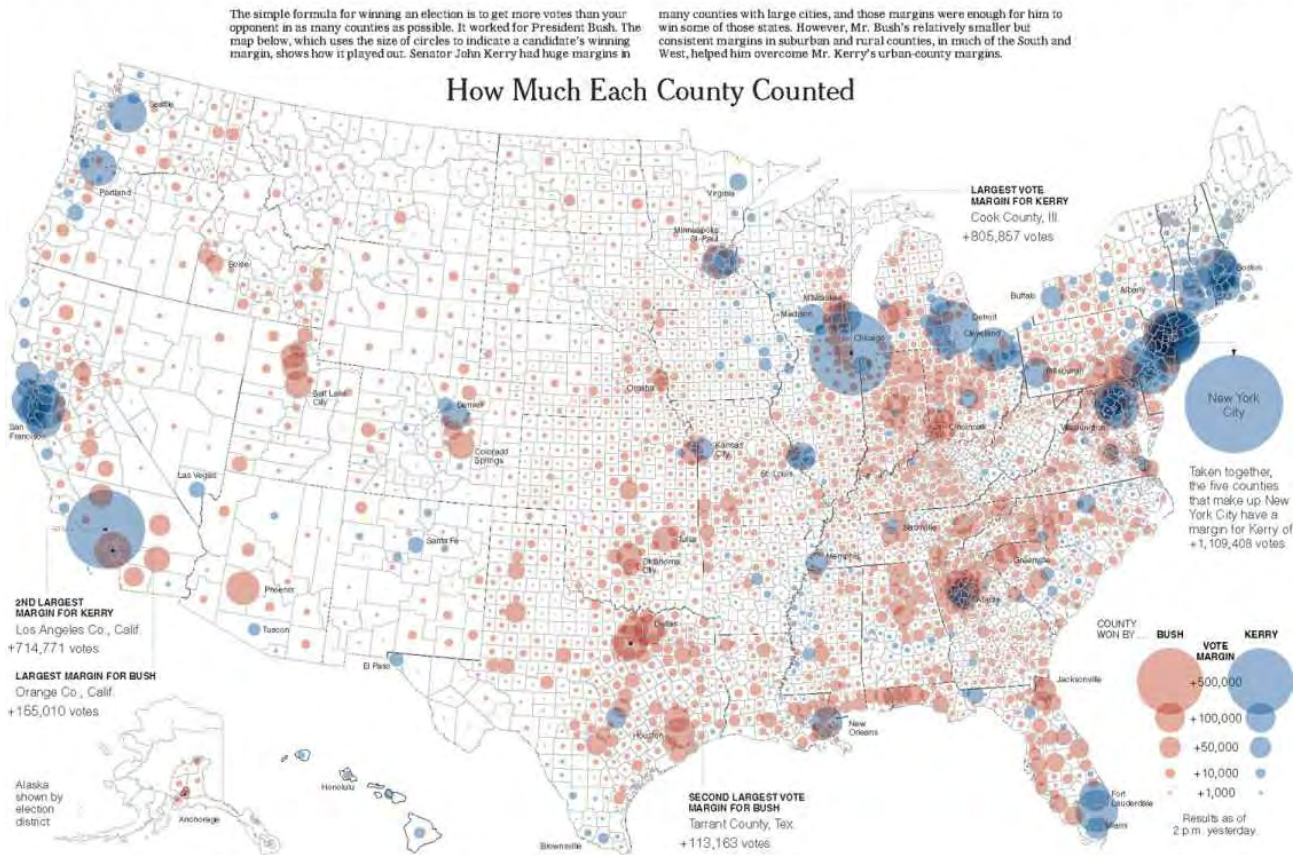 The simple formula for winning an election is to get more votes than your
opponent in as many counties as possible. It worked for President Bush. The
map below, which uses the size of circles to indicate a candidate's winning
margin, shows how it played out. Senator John Kerry had huge margins in
many counties with large cities, and those margins were enough for him to
win some of those states. However, Mr. Bush's relatively smaller but
consistent margins in suburban and rural counties, in much of the South and
West, helped him overcome Mr. Kerry's urban-county margins.
How Much Each County Counted
Seattle
Portland
Boise
Salt Lake
City
San
Francisco
Las Vegas
Phoenix
Tucson
Santa Fe
El Paso
Denver
Colorado
Springs
Virginia
Minneapolis
St. Paul
Omaha
Kansas
City
St. Louis
Tulsa
Oklahoma
City
Dallas
Houston
Brownsville
Milwaukee
Madison
Chicago
Detroit
Cleveland
Cincinnati
Pittsburgh
Buffalo
Albany
Boston
Washington
Nashville
Memphis
Greenville
Atlanta
New
Orleans
Jacksonville
Fort
Lauderdale
Miami
LARGEST VOTE
MARGIN FOR KERRY
Cook County, Ill.
+805,857 votes
New York
City
Taken together,
the five counties
that make up New
York City have a
margin for Kerry of
+1,109,408 votes
2ND LARGEST
MARGIN FOR KERRY
Los Angeles Co., Calif.
+714,771 votes
LARGEST MARGIN FOR BUSH
Orange Co., Calif.
+155,010 votes
Alaska
shown by
election
district
Anchorage
Honolulu
SECOND LARGEST VOTE
MARGIN FOR BUSH
Tarrant County, Tex.
+113,163 votes
COUNTY
WON BY ... BUSH VOTE MARGIN KERRY
+500,000
+100,000
+50,000
+10,000
+1,000
Results as of
2 p.m. yesterday.